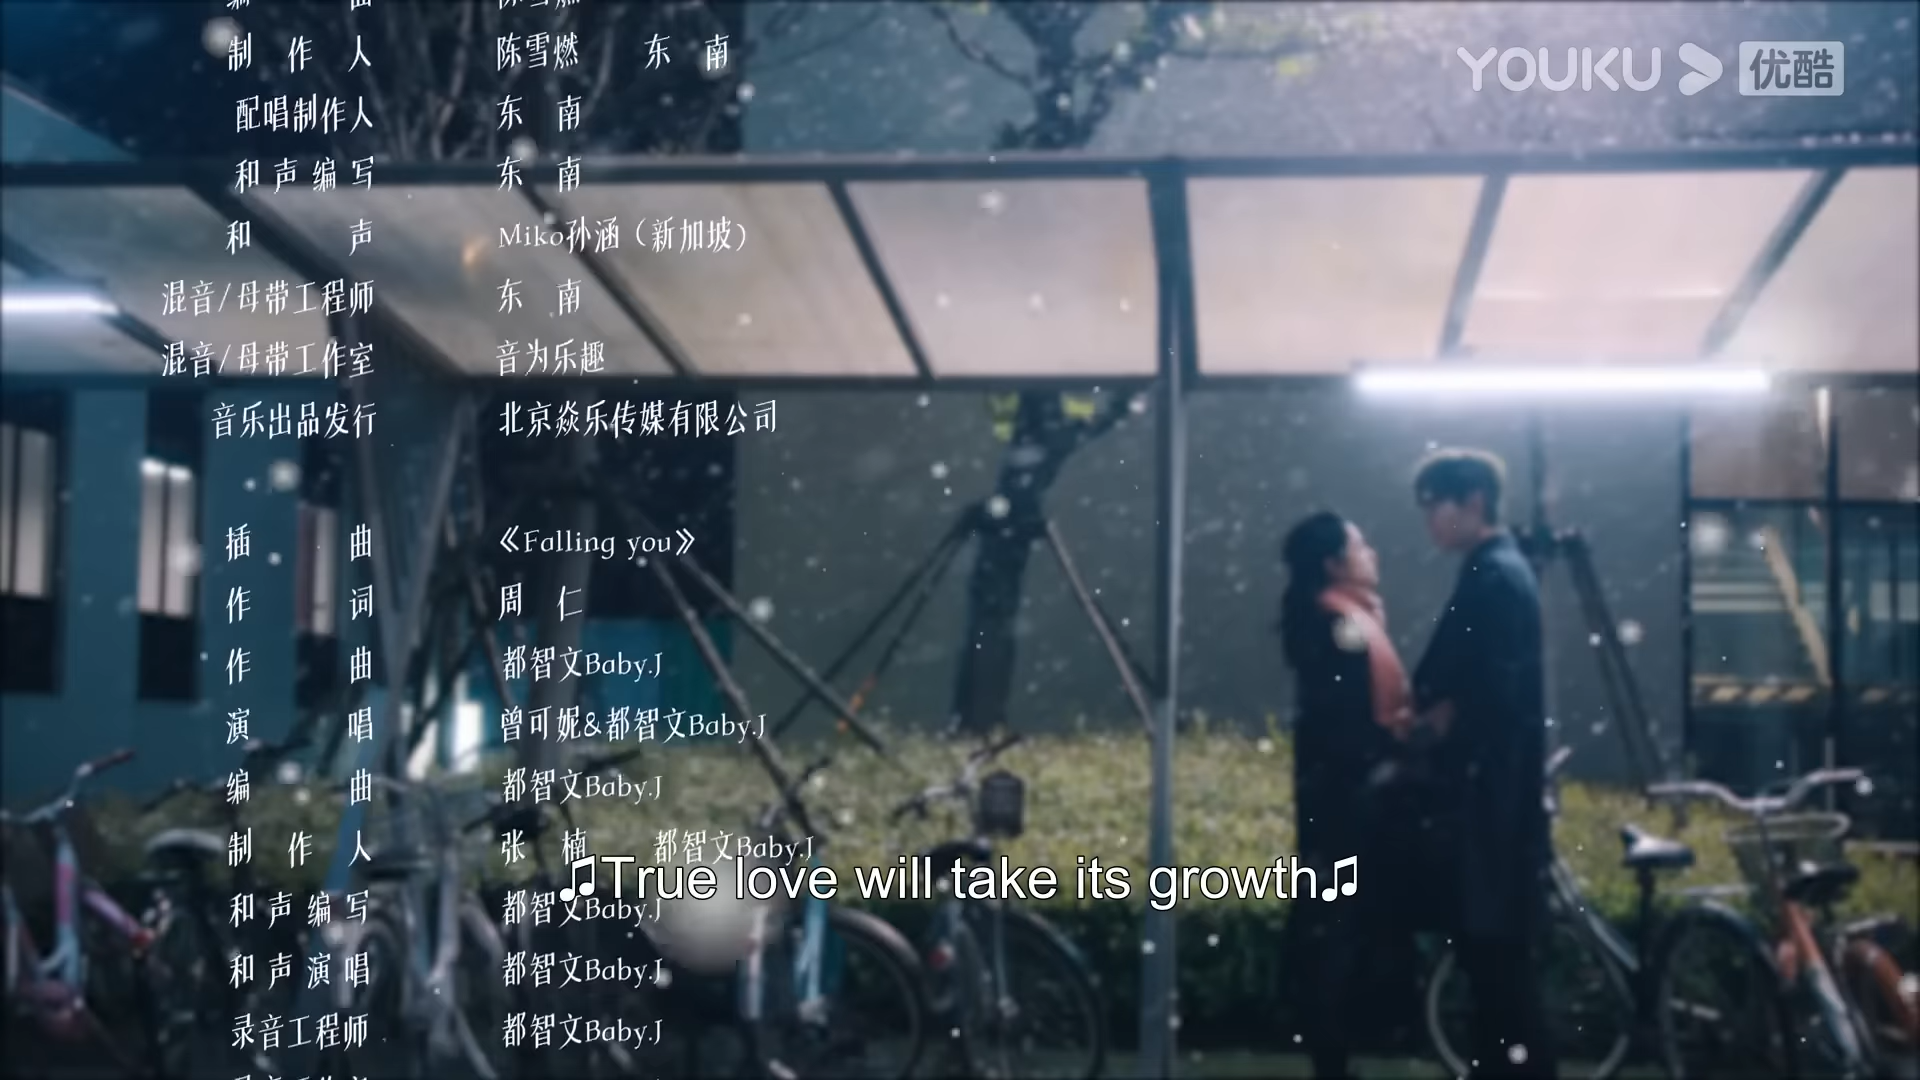 YOUKU 优酷
制作人 陈雪燃 东南
配唱制作人 东南
和声编写 东南
和声 Miko孙涵（新加坡）
混音/母带工程师 东南
混音/母带工作室 音为乐趣
音乐出品发行 北京焱乐传媒有限公司
插曲 《Falling you》
作词 周仁
作曲 都智文Baby.J
演唱 曾可妮&都智文Baby.J
编曲 都智文Baby.J
制作人 张楠 都智文Baby.J
♫True love will take its growth♫
和声编写 都智文Baby.J
和声演唱 都智文Baby.J
录音工程师 都智文Baby.J